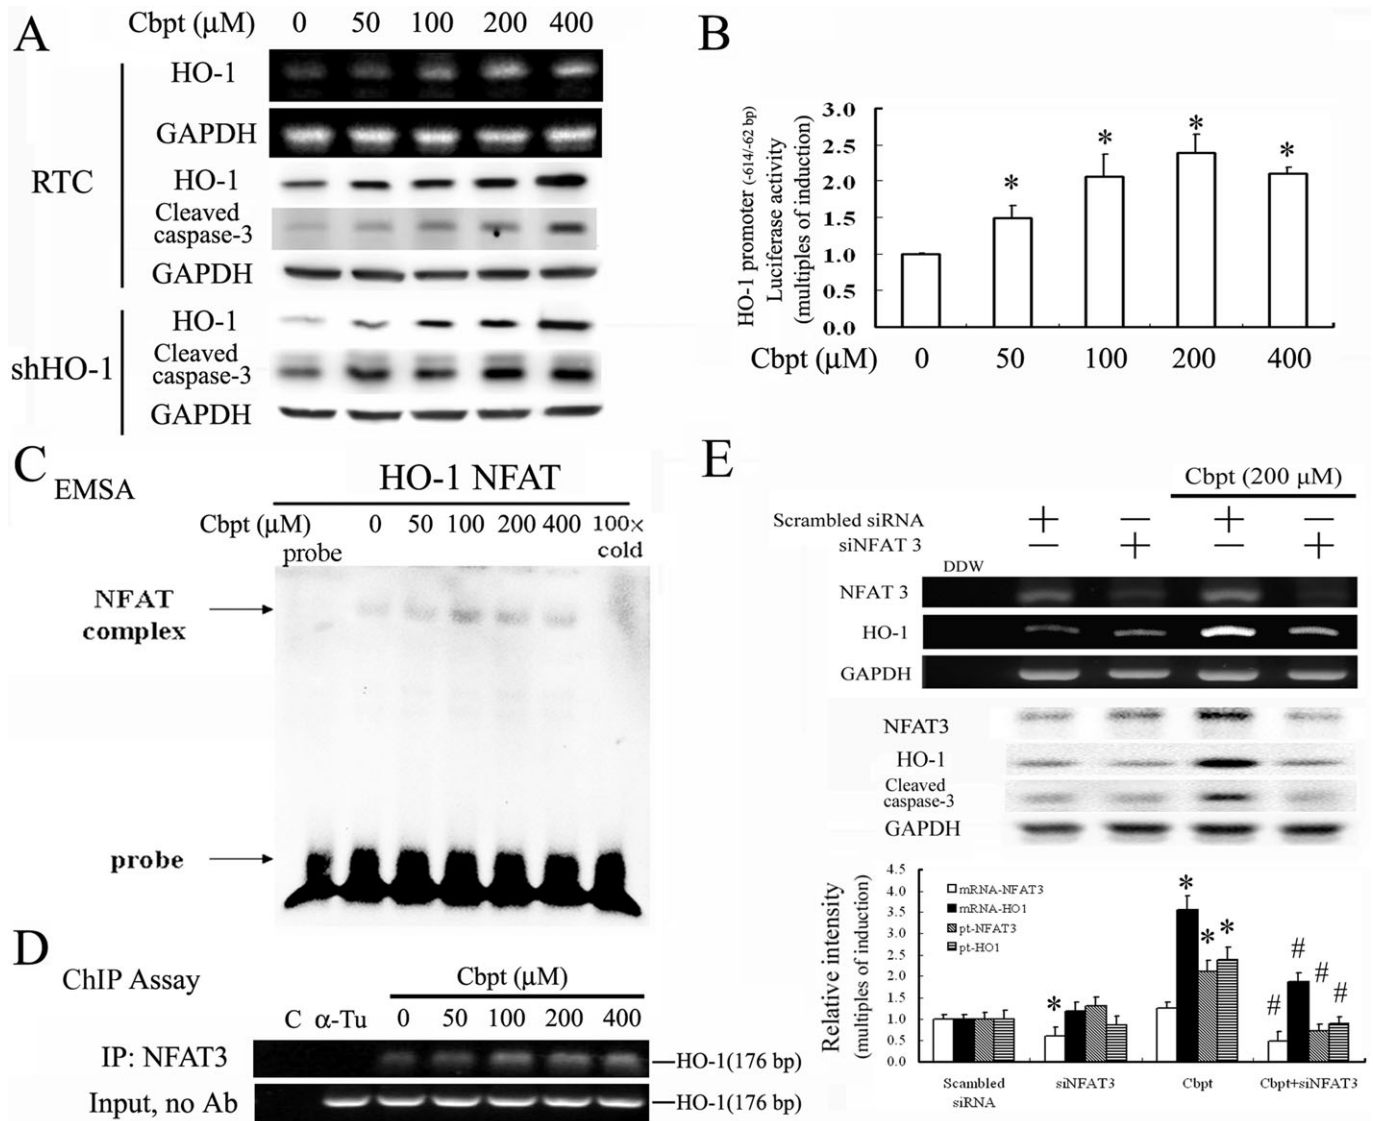 A
Cbpt (µM) 0 50 100 200 400
HO-1
GAPDH
RTC
HO-1
Cleaved
caspase-3
GAPDH
HO-1
shHO-1
Cleaved
caspase-3
GAPDH
B
HO-1 promoter (-614/-62 bp)
Luciferase activity
(multiples of induction)
3.0
2.5
2.0
1.5
1.0
0.5
0.0
* * * *
Cbpt (µM) 0 50 100 200 400
C
EMSA
HO-1 NFAT
Cbpt (µM) 0 50 100 200 400 100×
probe cold
NFAT
complex
probe
D
ChIP Assay
Cbpt (µM)
C α-Tu 0 50 100 200 400
IP: NFAT3 HO-1(176 bp)
Input, no Ab HO-1(176 bp)
E
Cbpt (200 µM)
Scrambled siRNA + — + —
siNFAT 3 — + — +
DDW
NFAT 3
HO-1
GAPDH
NFAT3
HO-1
Cleaved
caspase-3
GAPDH
Relative intensity
(multiples of induction)
4.5
4.0
3.5
3.0
2.5
2.0
1.5
1.0
0.5
0.0
mRNA-NFAT3
mRNA-HO1
pt-NFAT3
pt-HO1
* * * * # # # #
Scambled
siRNA
siNFAT3
Cbpt
Cbpt+siNFAT3